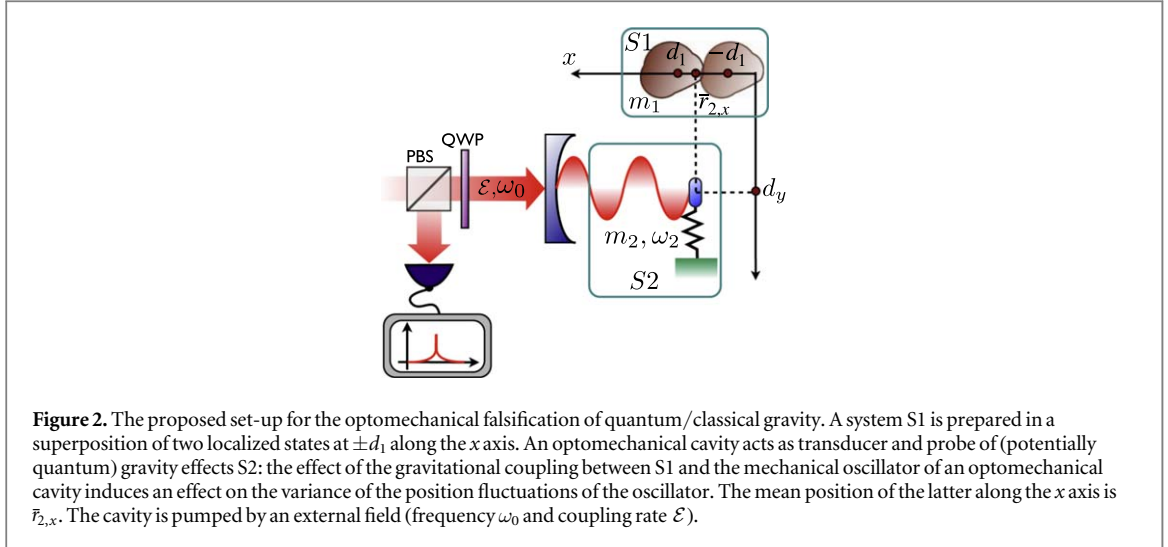 S1
d₁
−d₁
x
m₁
r̄₂,ₓ
QWP
PBS
ℰ,ω₀
d_y
m₂, ω₂
S2
Figure 2. The proposed set-up for the optomechanical falsification of quantum/classical gravity. A system S1 is prepared in a
superposition of two localized states at ±d₁ along the x axis. An optomechanical cavity acts as transducer and probe of (potentially
quantum) gravity effects S2: the effect of the gravitational coupling between S1 and the mechanical oscillator of an optomechanical
cavity induces an effect on the variance of the position fluctuations of the oscillator. The mean position of the latter along the x axis is
r̄₂,ₓ. The cavity is pumped by an external field (frequency ω₀ and coupling rate ℰ).